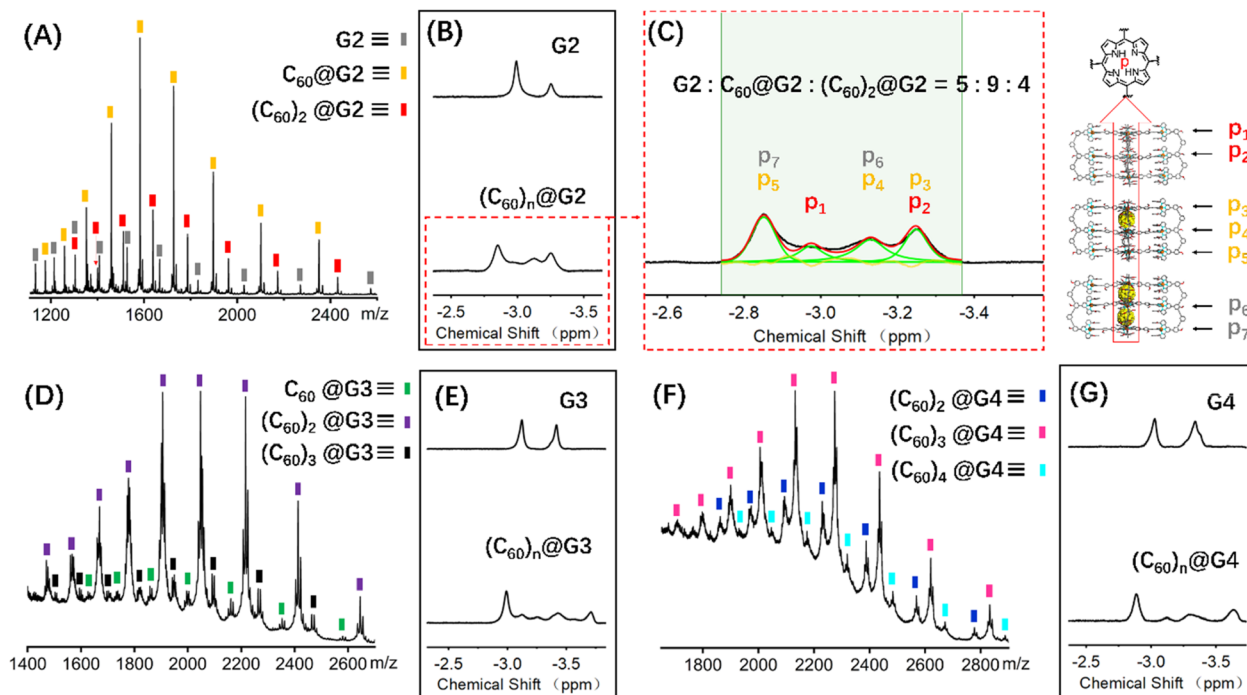 (A)
G2 ≡
C60@G2 ≡
(C60)2 @G2 ≡
1200 1600 2000 2400 m/z
(B)
G2
(C60)n@G2
-2.5 -3.0 -3.5
Chemical Shift (ppm)
(C)
G2 : C60@G2 : (C60)2@G2 = 5 : 9 : 4
p7 p6
p5 p1 p4 p3
p2
-2.6 -2.8 -3.0 -3.2 -3.4
Chemical Shift (ppm)
NH
N p N
HN
p1
p2
p3
p4
p5
p6
p7
(D)
C60 @G3≡
(C60)2 @G3≡
(C60)3 @G3≡
1400 1600 1800 2000 2200 2400 2600 m/z
(E)
G3
(C60)n@G3
-2.5 -3.0 -3.5
Chemical Shift (ppm)
(F)
(C60)2 @G4≡
(C60)3 @G4≡
(C60)4 @G4≡
1800 2000 2200 2400 2600 2800 m/z
(G)
G4
(C60)n@G4
-2.5 -3.0 -3.5
Chemical Shift (ppm)